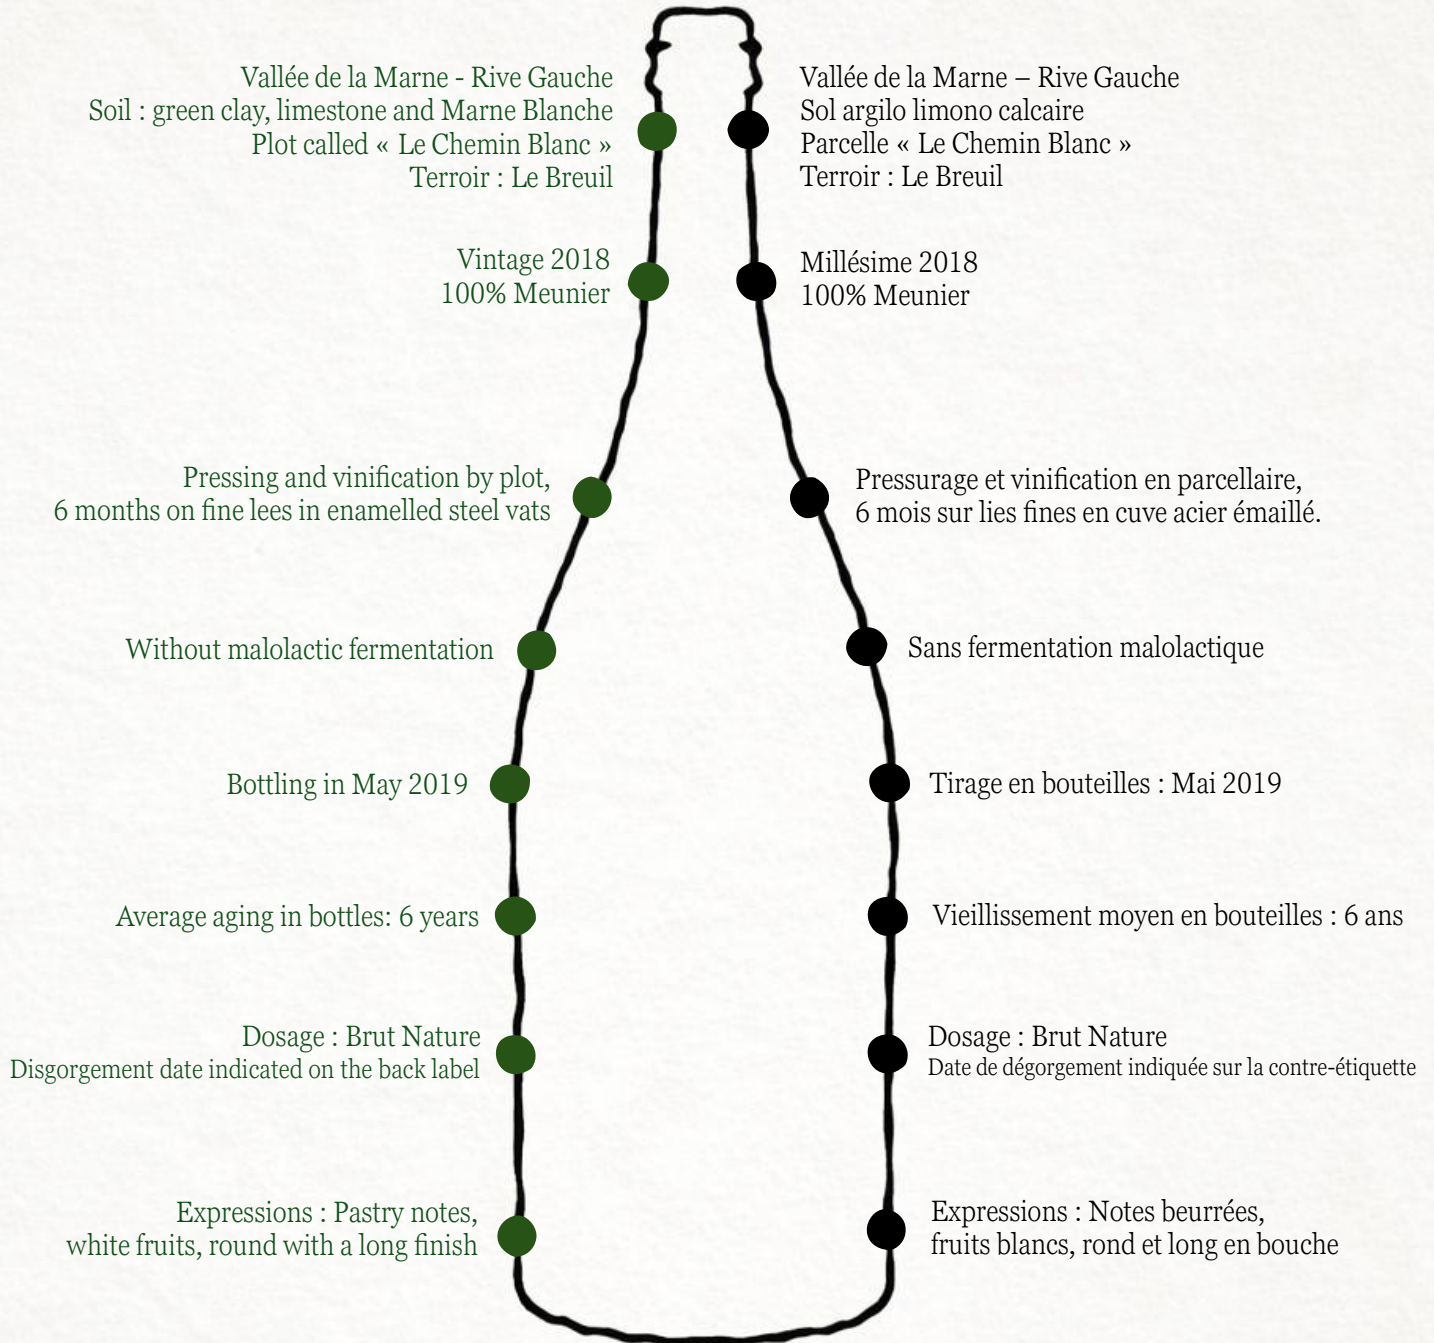 Vallée de la Marne - Rive Gauche
Soil : green clay, limestone and Marne Blanche
Plot called « Le Chemin Blanc »
Terroir : Le Breuil
Vallée de la Marne – Rive Gauche
Sol argilo limono calcaire
Parcelle « Le Chemin Blanc »
Terroir : Le Breuil
Vintage 2018
100% Meunier
Millésime 2018
100% Meunier
Pressing and vinification by plot,
6 months on fine lees in enamelled steel vats
Pressurage et vinification en parcellaire,
6 mois sur lies fines en cuve acier émaillé.
Without malolactic fermentation
Sans fermentation malolactique
Bottling in May 2019
Tirage en bouteilles : Mai 2019
Average aging in bottles: 6 years
Vieillissement moyen en bouteilles : 6 ans
Dosage : Brut Nature
Disgorgement date indicated on the back label
Dosage : Brut Nature
Date de dégorgement indiquée sur la contre-étiquette
Expressions : Pastry notes,
white fruits, round with a long finish
Expressions : Notes beurrées,
fruits blancs, rond et long en bouche